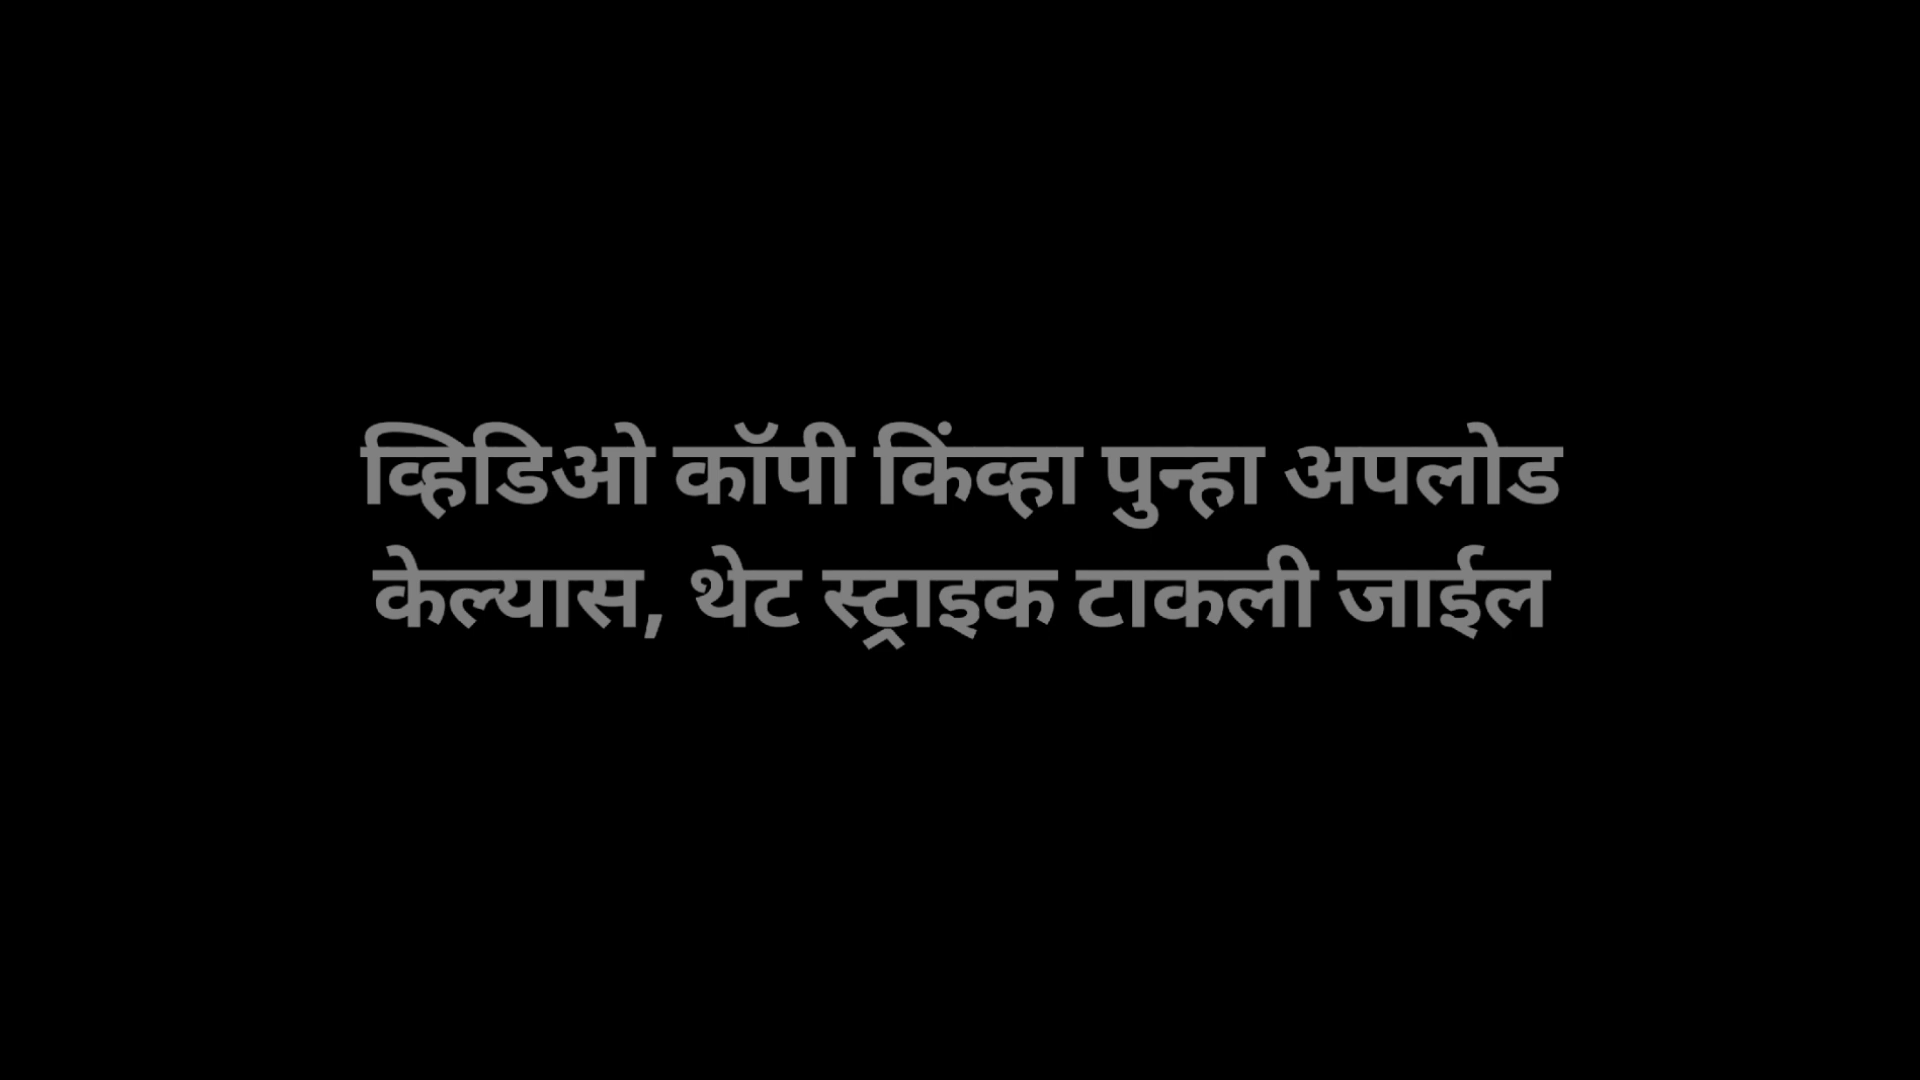 व्हिडिओ कॉपी किंव्हा पुन्हा अपलोड
केल्यास, थेट स्ट्राइक टाकली जाईल